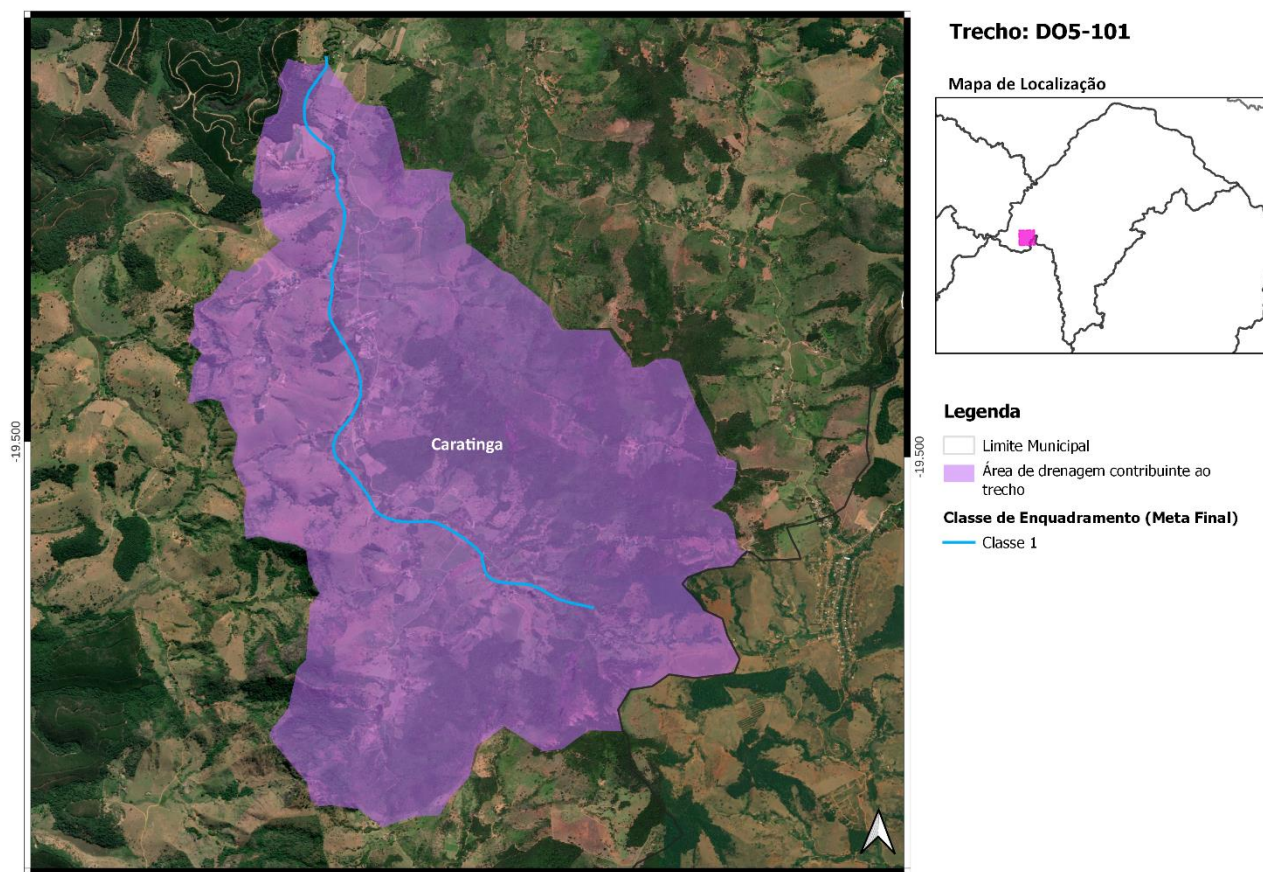 Trecho: DO5-101
Mapa de Localização
-19.500
Caratinga
-19.500
Legenda
Limite Municipal
Área de drenagem contribuinte ao
trecho
Classe de Enquadramento (Meta Final)
Classe 1